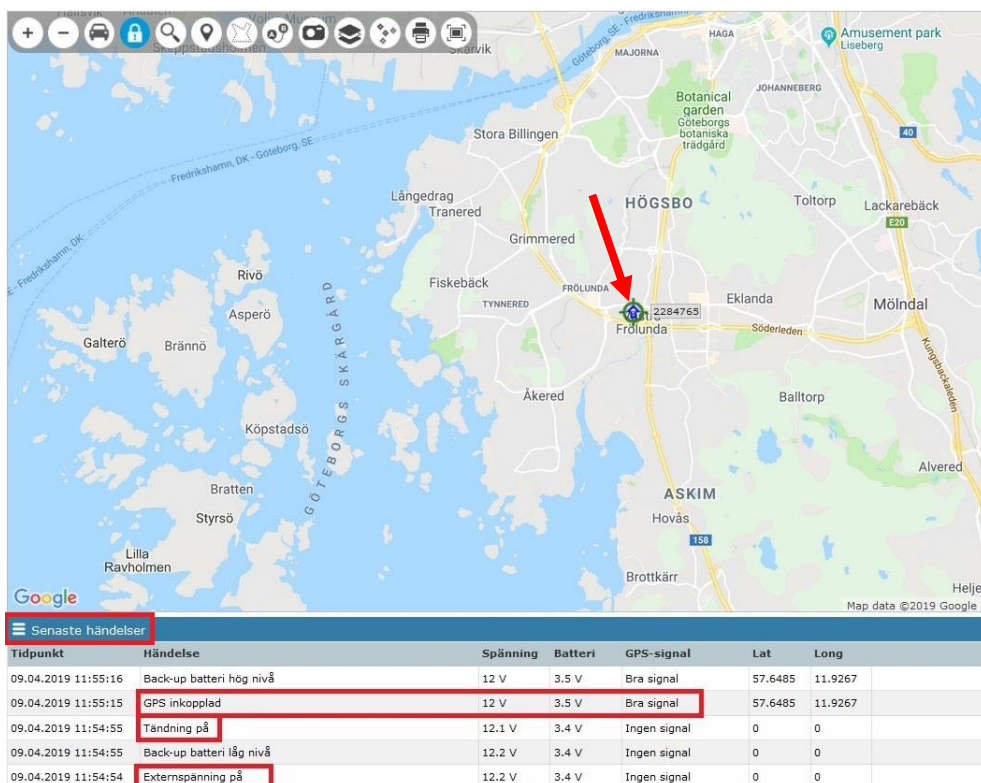 HAGA
Amusement park
Liseberg
MAJORNA
JOHANNEBERG
Botanical
garden
Göteborgs
botaniska
trädgård
40
Stora Billingen
Fredrikshamn, DK - Göteborg, SE
Långedrag
Tranered
HÖGSBO
Toltorp
Lackarebäck
E20
Grimmered
Rivö
Fiskebäck
FRÖLUNDA
Eklanda
Mölndal
TYNNERED
2284765
Asperö
Frölunda
Söderleden
Galterö
Brännö
Kungsbackaleden
GÖTEBORGS SKÄRGÅRD
Åkered
Balltorp
Köpstadsö
Alvered
Bratten
ASKIM
Styrsö
Hovås
158
Lilla
Ravholmen
Brottkärr
Google
Map data ©2019 Google
Senaste händelser
Tidpunkt Händelse Spänning Batteri GPS-signal Lat Long
09.04.2019 11:55:16 Back-up batteri hög nivå 12 V 3.5 V Bra signal 57.6485 11.9267
09.04.2019 11:55:15 GPS inkopplad 12 V 3.5 V Bra signal 57.6485 11.9267
09.04.2019 11:54:55 Tändning på 12.1 V 3.4 V Ingen signal 0 0
09.04.2019 11:54:55 Back-up batteri låg nivå 12.2 V 3.4 V Ingen signal 0 0
09.04.2019 11:54:54 Externspänning på 12.2 V 3.4 V Ingen signal 0 0